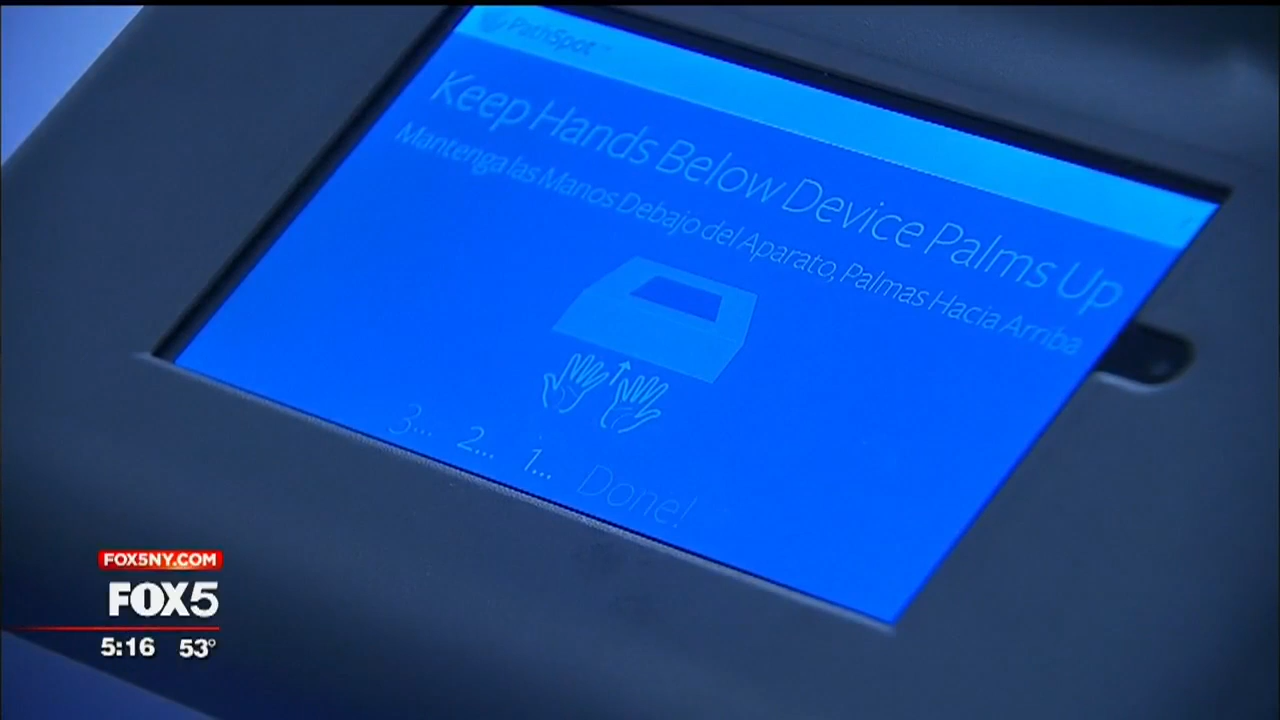 PathSpot
Keep Hands Below Device Palms Up
Mantenga las Manos Debajo del Aparato, Palmas Hacia Arriba
3... 2... 1... Done!
FOX5NY.COM
FOX5
5:16 53°